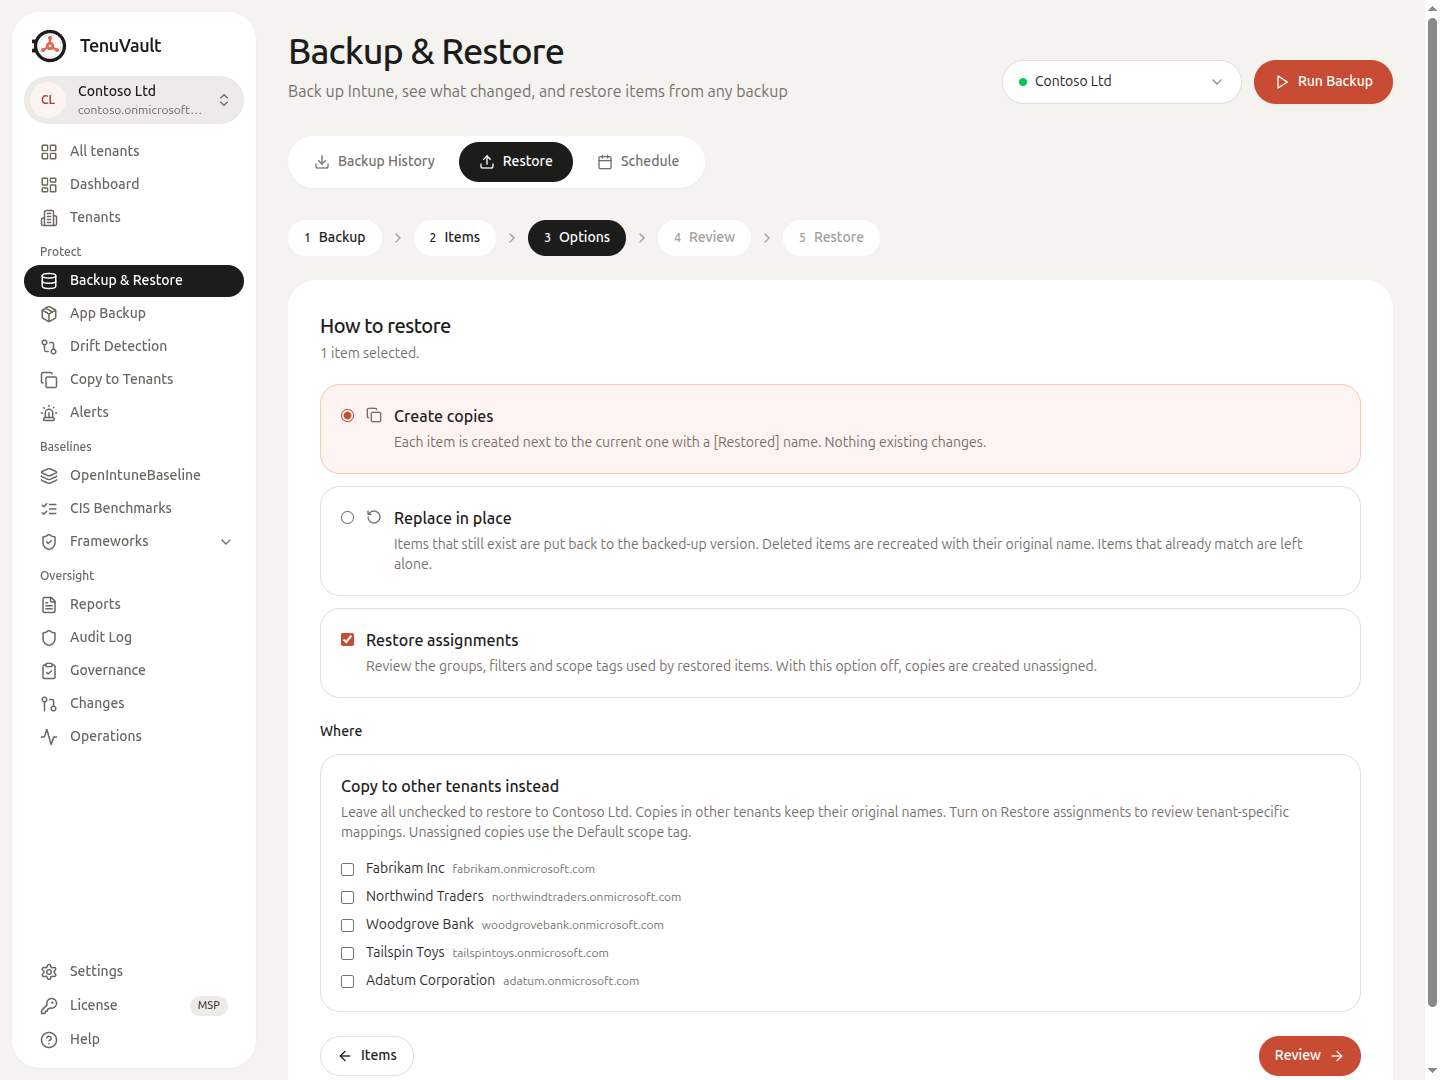 TenuVault
CL
Contoso Ltd
contoso.onmicrosoft...
All tenants
Dashboard
Tenants
Protect
Backup & Restore
App Backup
Drift Detection
Copy to Tenants
Alerts
Baselines
OpenIntuneBaseline
CIS Benchmarks
Frameworks
Oversight
Reports
Audit Log
Governance
Changes
Operations
Settings
License MSP
Help
Backup & Restore
Back up Intune, see what changed, and restore items from any backup
Contoso Ltd
Run Backup
Backup History Restore Schedule
1 Backup 2 Items 3 Options 4 Review 5 Restore
How to restore
1 item selected.
Create copies
Each item is created next to the current one with a [Restored] name. Nothing existing changes.
Replace in place
Items that still exist are put back to the backed-up version. Deleted items are recreated with their original name. Items that already match are left
alone.
Restore assignments
Review the groups, filters and scope tags used by restored items. With this option off, copies are created unassigned.
Where
Copy to other tenants instead
Leave all unchecked to restore to Contoso Ltd. Copies in other tenants keep their original names. Turn on Restore assignments to review tenant-specific
mappings. Unassigned copies use the Default scope tag.
Fabrikam Inc fabrikam.onmicrosoft.com
Northwind Traders northwindtraders.onmicrosoft.com
Woodgrove Bank woodgrovebank.onmicrosoft.com
Tailspin Toys tailspintoys.onmicrosoft.com
Adatum Corporation adatum.onmicrosoft.com
Items
Review